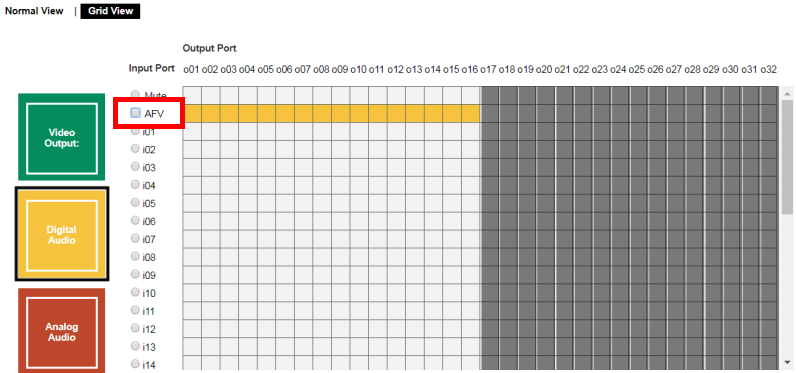 Normal View | Grid View
Output Port
Input Port o01 o02 o03 o04 o05 o06 o07 o08 o09 o10 o11 o12 o13 o14 o15 o16 o17 o18 o19 o20 o21 o22 o23 o24 o25 o26 o27 o28 o29 o30 o31 o32
Mute
AFV
i01
i02
i03
i04
i05
i06
i07
i08
i09
i10
i11
i12
i13
i14
Video
Output:
Digital
Audio
Analog
Audio